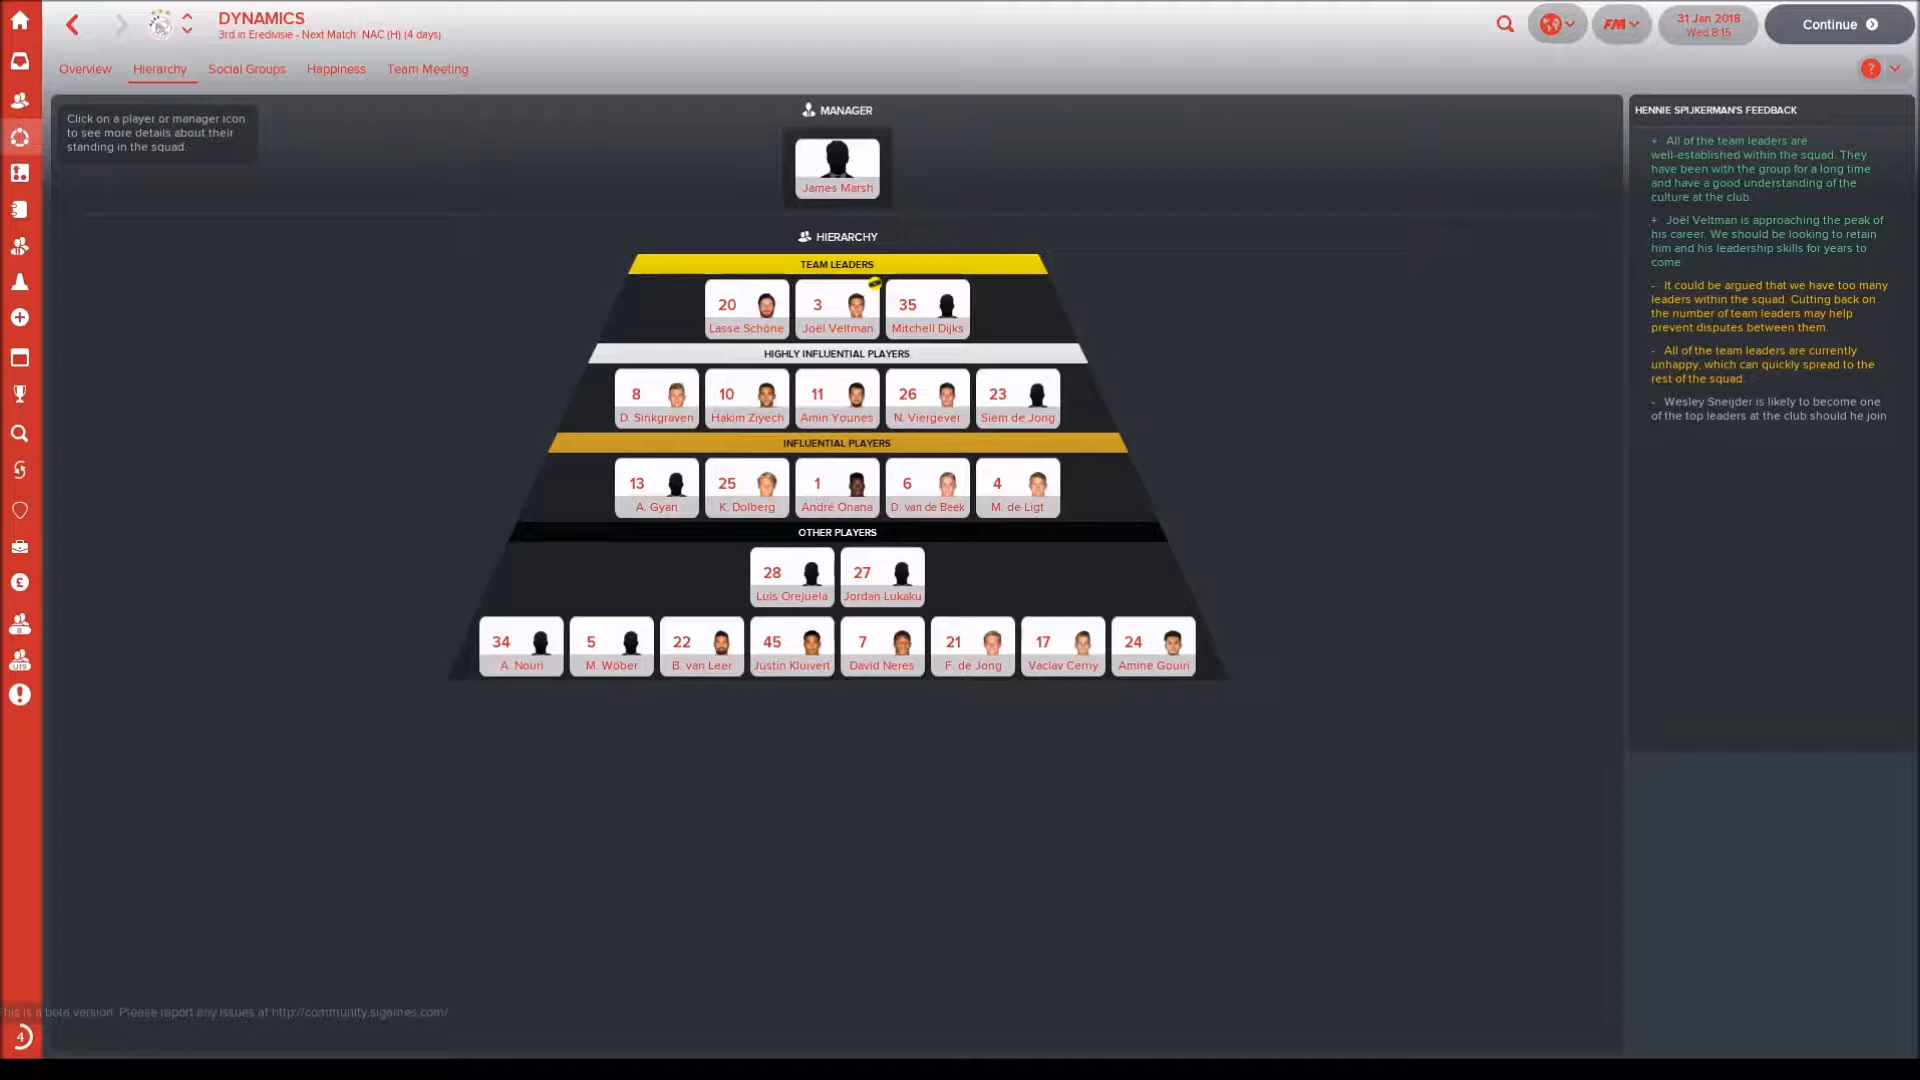 DYNAMICS
3rd in Eredivisie - Next Match: NAC (H) (4 days)
FM
31 Jan 2018
Wed 8:15
Continue
Overview
Hierarchy
Social Groups
Happiness
Team Meeting
?
Click on a player or manager icon
to see more details about their
standing in the squad.
MANAGER
James Marsh
HIERARCHY
TEAM LEADERS
20
3
35
Lasse Schöne
Joël Veltman
Mitchell Dijks
HIGHLY INFLUENTIAL PLAYERS
8
10
11
26
23
D. Sinkgraven
Hakim Ziyech
Amin Younes
N. Viergever
Siem de Jong
INFLUENTIAL PLAYERS
13
25
1
6
4
A. Gyan
K. Dolberg
André Onana
D. van de Beek
M. de Ligt
OTHER PLAYERS
28
27
Luis Orejuela
Jordan Lukaku
34
5
22
45
7
21
17
24
A. Nouri
M. Wöber
B. van Leer
Justin Kluivert
David Neres
F. de Jong
Vaclav Cerny
Amine Gouiri
HENNIE SPIJKERMAN'S FEEDBACK
+ All of the team leaders are
well-established within the squad. They
have been with the group for a long time
and have a good understanding of the
culture at the club.
+ Joël Veltman is approaching the peak of
his career. We should be looking to retain
him and his leadership skills for years to
come.
- It could be argued that we have too many
leaders within the squad. Cutting back on
the number of team leaders may help
prevent disputes between them.
- All of the team leaders are currently
unhappy, which can quickly spread to the
rest of the squad.
- Wesley Sneijder is likely to become one
of the top leaders at the club should he join
£
B
U19
This is a beta version. Please report any issues at http://community.sigames.com/
4